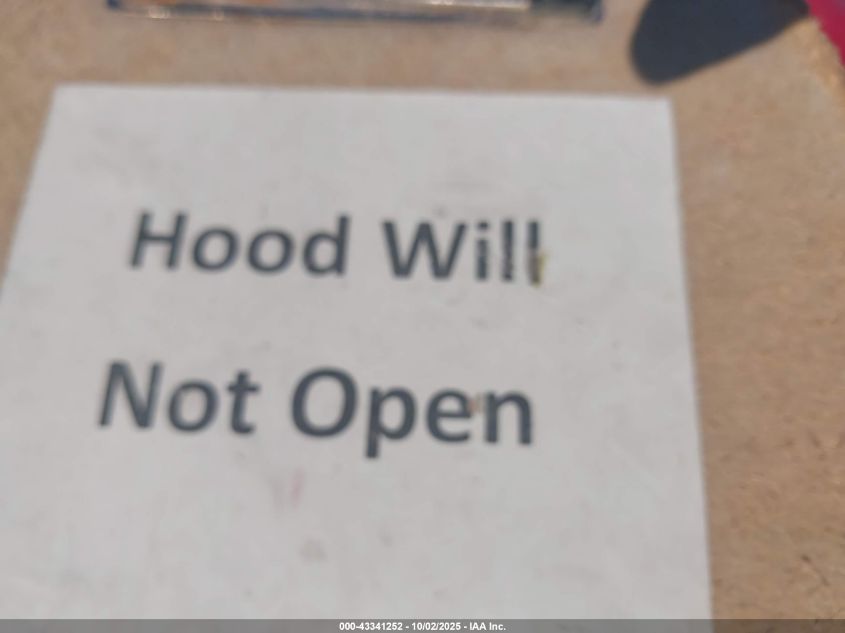 Hood Will
Not Open
000-43341252 - 10/02/2025 - IAA Inc.